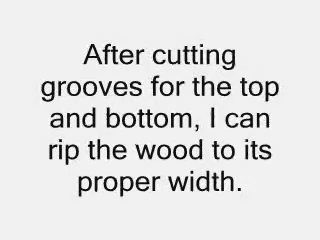 After cutting
grooves for the top
and bottom, I can
rip the wood to its
proper width.